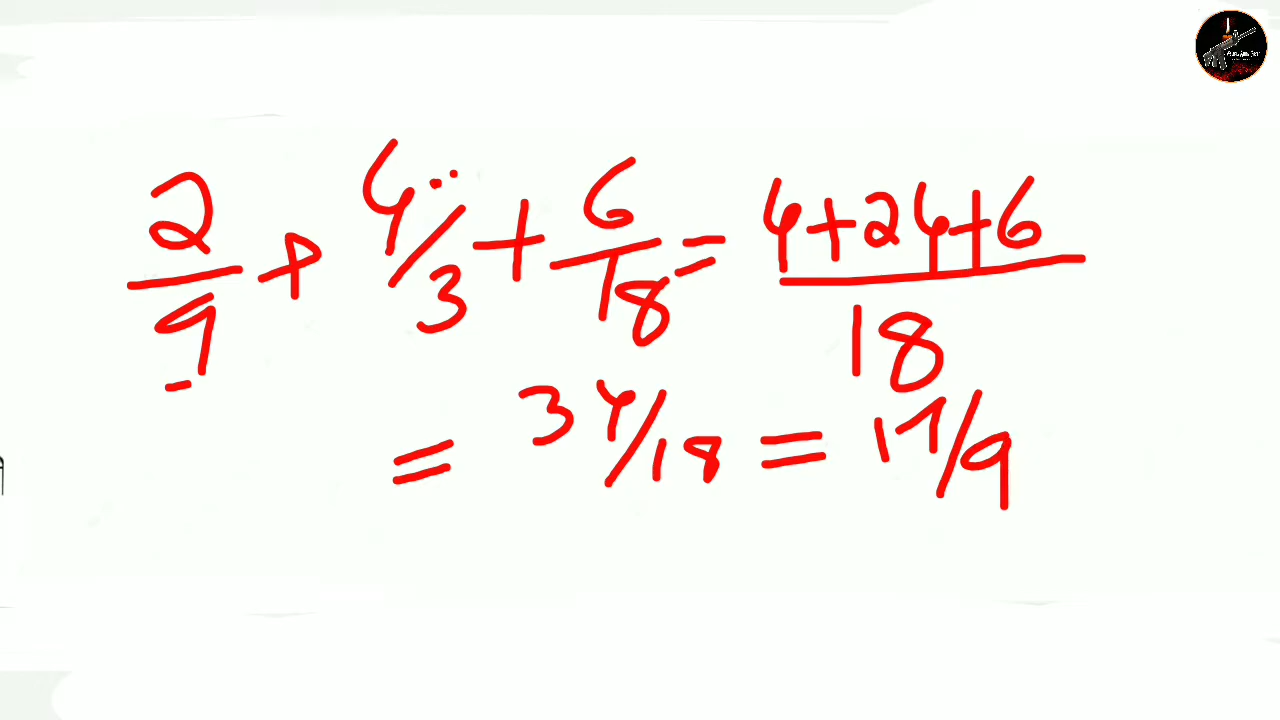 2/9 + 4/3 + 6/18 = 4+24+6/18
= 34/18 = 17/9